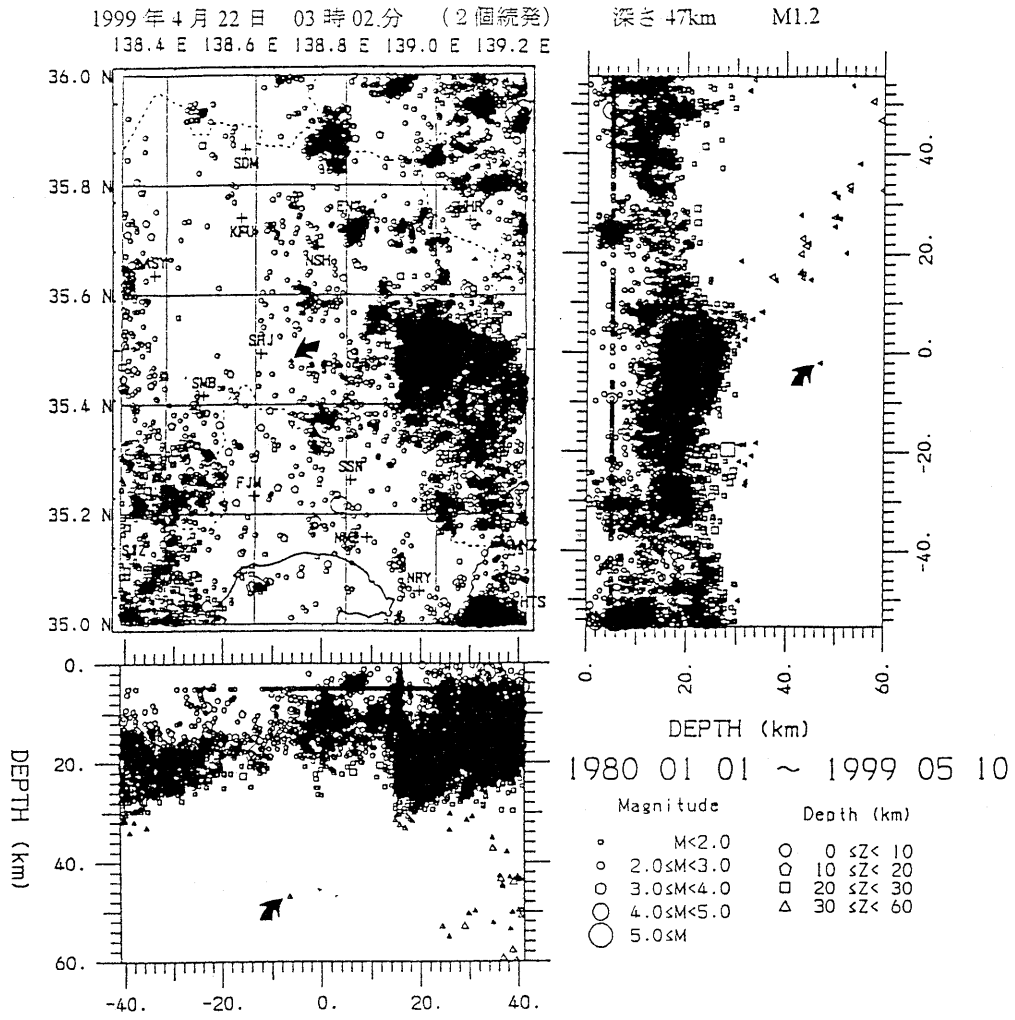 1999年4月22日 03時02分 (2個続発) 深さ47km M1.2
138.4 E 138.6 E 138.8 E 139.0 E 139.2 E
36.0 N
35.8 N
35.6 N
35.4 N
35.2 N
35.0 N
SDM
KFU
NSH
SHJ
SWB
SSN
FJM
NRY
40.
20.
0.
-20.
-40.
0. 20. 40. 60.
DEPTH (km)
0.
20.
40.
60.
DEPTH (km)
-40. -20. 0. 20. 40.
1980 01 01 ~ 1999 05 10
Magnitude
M<2.0
2.0≤M<3.0
3.0≤M<4.0
4.0≤M<5.0
5.0≤M
Depth (km)
0 ≤Z< 10
10 ≤Z< 20
20 ≤Z< 30
30 ≤Z< 60